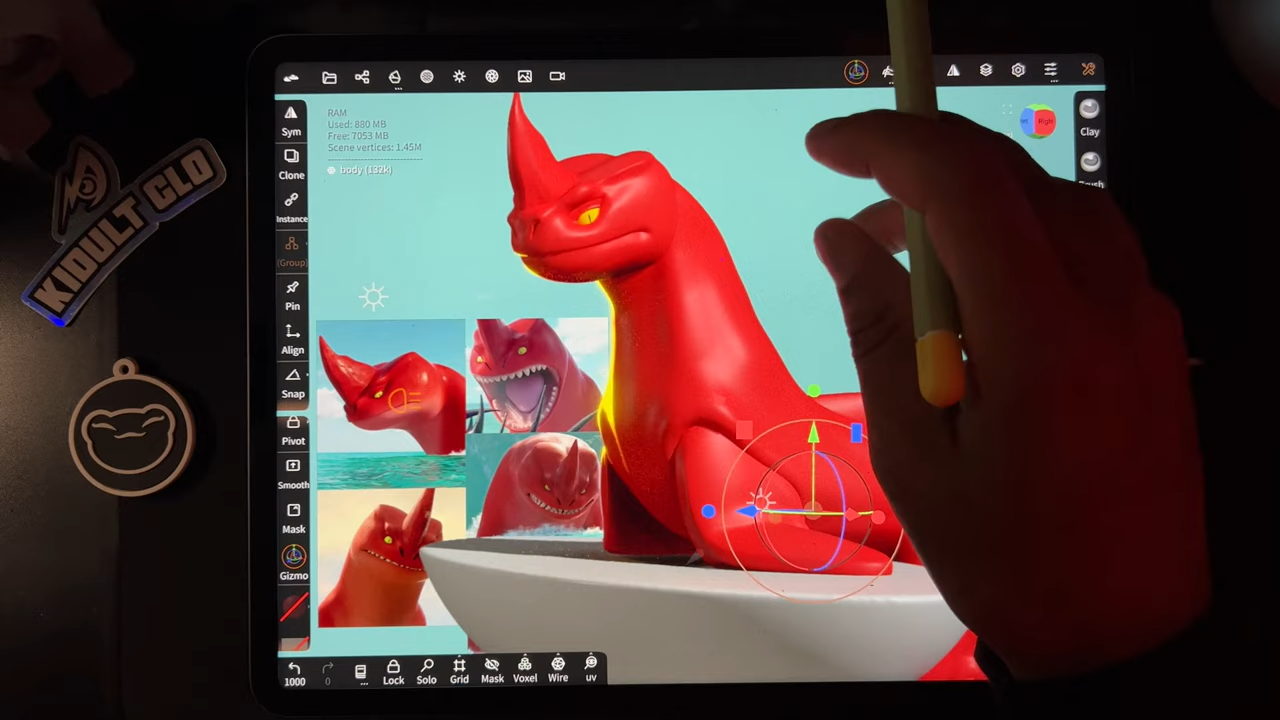 RAM
Used: 880 MB
Free: 7053 MB
Scene vertices: 1.45M
body (132k)
Sym
Clone
Instance
(Group)
Pin
Align
Snap
Pivot
Smooth
Mask
Gizmo
Right
Clay
KIDULT CLO
1000
0
Lock
Solo
Grid
Mask
Voxel
Wire
uv